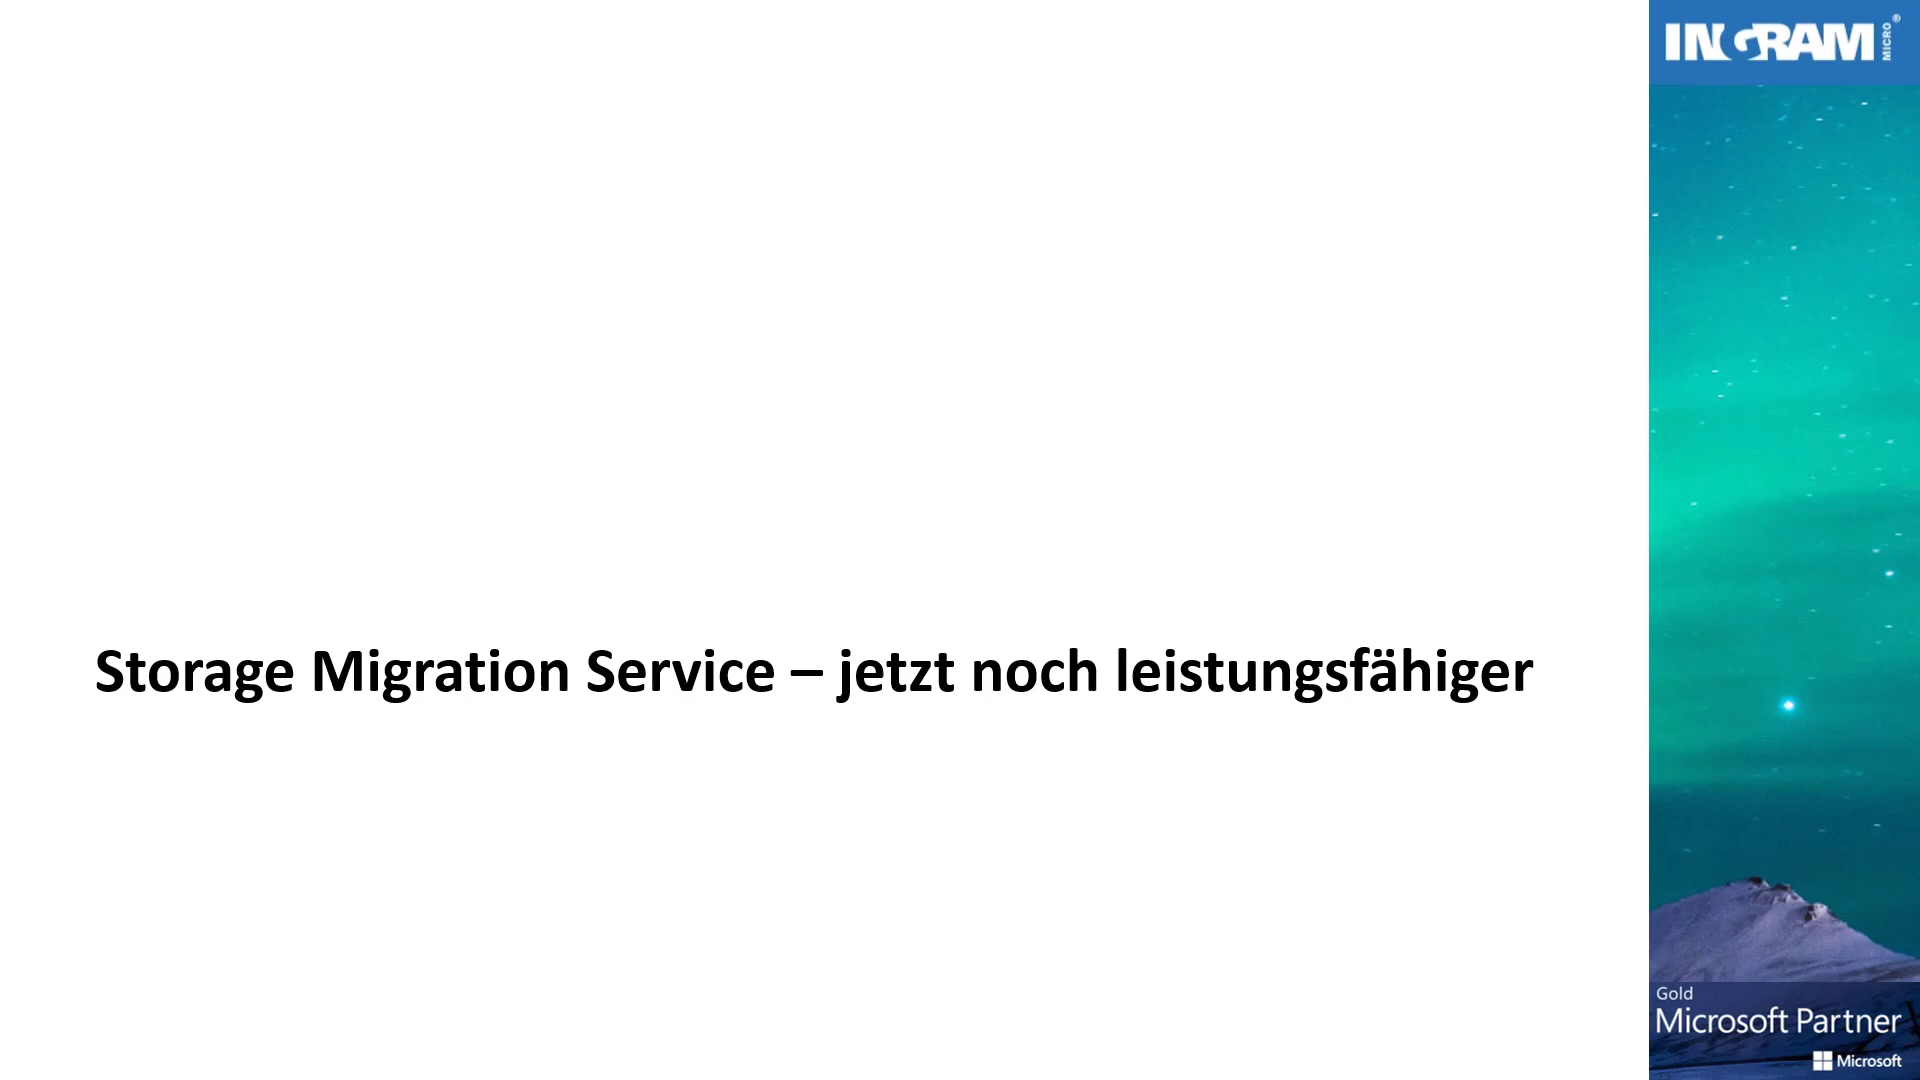 INGRAM MICRO®
Storage Migration Service – jetzt noch leistungsfähiger
Gold
Microsoft Partner
Microsoft